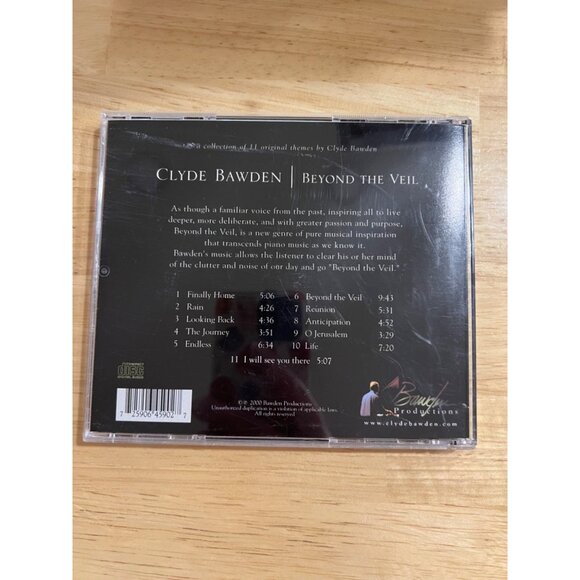 a collection of 11 original themes by Clyde Bawden
CLYDE BAWDEN | BEYOND THE VEIL
As though a familiar voice from the past, inspiring all to live
deeper, more deliberate, and with greater passion and purpose,
Beyond the Veil, is a new genre of pure musical inspiration
that transcends piano music as we know it.
Bawden's music allows the listener to clear his or her mind
of the clutter and noise of our day and go "Beyond the Veil."
1 Finally Home 5:06 6 Beyond the Veil 9:43
2 Rain 4:26 7 Reunion 5:31
3 Looking Back 4:36 8 Anticipation 4:52
4 The Journey 3:51 9 O Jerusalem 3:29
5 Endless 6:34 10 Life 7:20
11 I will see you there 5:07
COMPACT
disc
DIGITAL AUDIO
7 25906 45902 7
©℗ 2000 Bawden Productions
Unauthorized duplication is a violation of applicable laws.
All rights reserved
Bawden
Productions
www.clydebawden.com